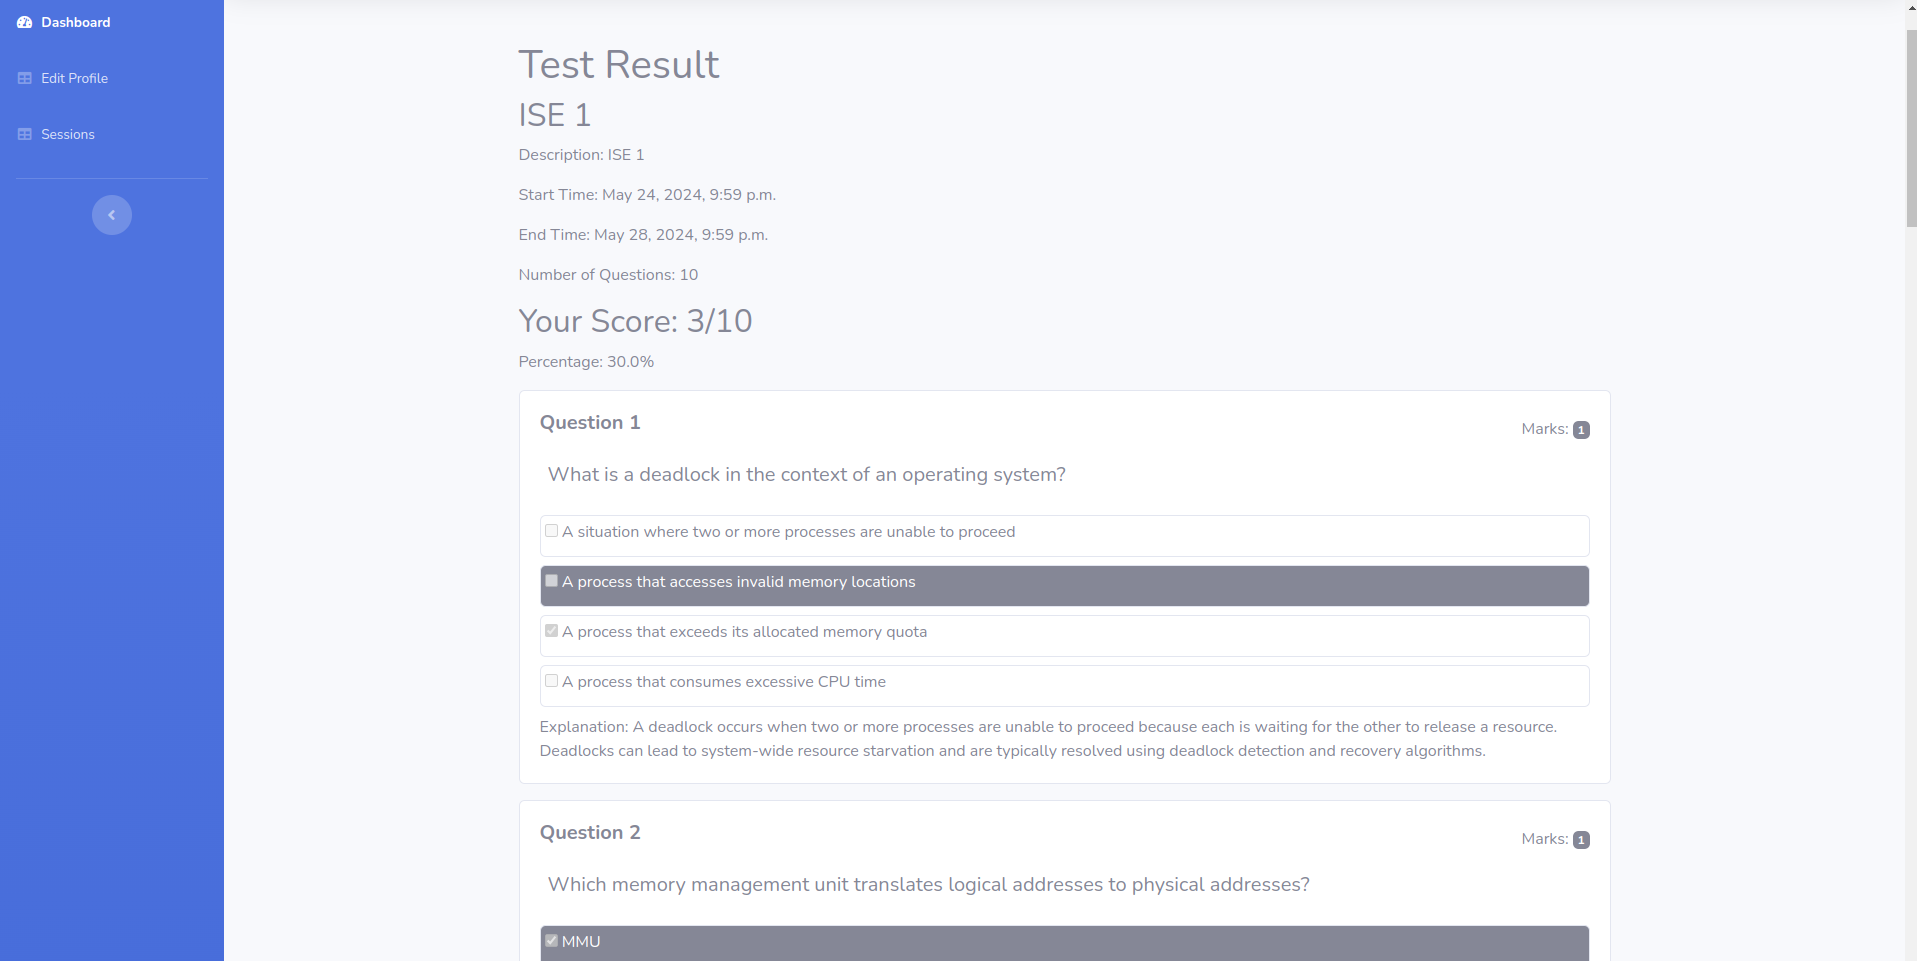 Dashboard
Edit Profile
Sessions
Test Result
ISE 1
Description: ISE 1
Start Time: May 24, 2024, 9:59 p.m.
End Time: May 28, 2024, 9:59 p.m.
Number of Questions: 10
Your Score: 3/10
Percentage: 30.0%
Question 1
Marks: 1
What is a deadlock in the context of an operating system?
A situation where two or more processes are unable to proceed
A process that accesses invalid memory locations
A process that exceeds its allocated memory quota
A process that consumes excessive CPU time
Explanation: A deadlock occurs when two or more processes are unable to proceed because each is waiting for the other to release a resource.
Deadlocks can lead to system-wide resource starvation and are typically resolved using deadlock detection and recovery algorithms.
Question 2
Marks: 1
Which memory management unit translates logical addresses to physical addresses?
MMU